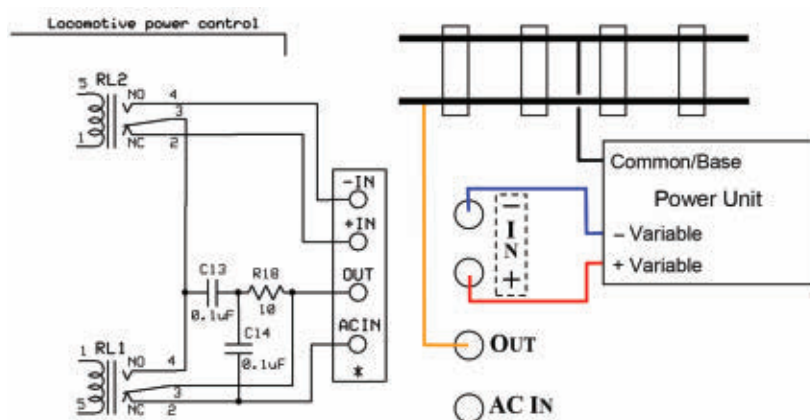 Locomotive power control
5 RL2
NO 4
3
1 NC 2
-IN
+IN
C13
R18
OUT
0.1uF
10
C14
ACIN
0.1uF
1 RL1
NO 4
3
5 NC 2
*
Common/Base
Power Unit
– Variable
+ Variable
– IN +
OUT
AC IN